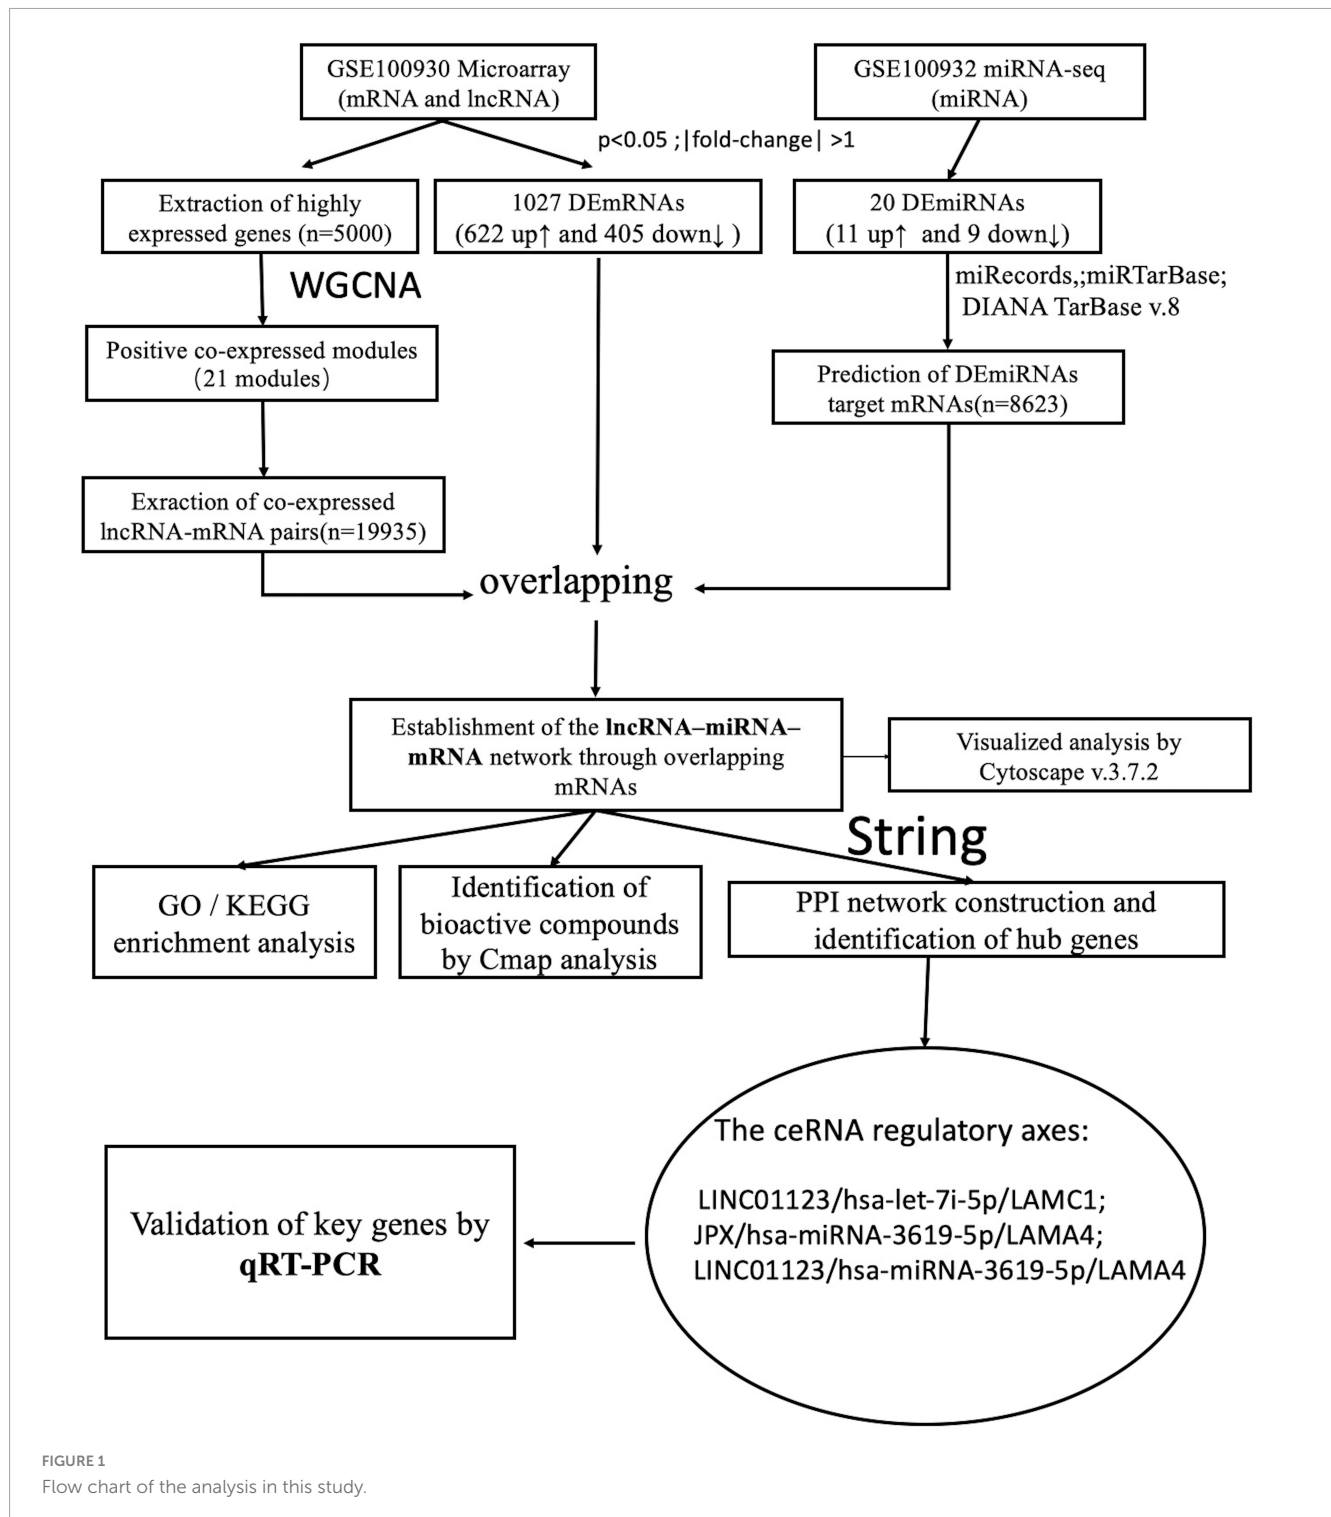 GSE100930 Microarray
(mRNA and lncRNA)
GSE100932 miRNA-seq
(miRNA)
p<0.05 ;|fold-change| >1
Extraction of highly
expressed genes (n=5000)
1027 DEmRNAs
(622 up↑ and 405 down↓ )
20 DEmiRNAs
(11 up↑ and 9 down↓)
WGCNA
miRecords,;miRTarBase;
DIANA TarBase v.8
Positive co-expressed modules
(21 modules)
Prediction of DEmiRNAs
target mRNAs(n=8623)
Exraction of co-expressed
lncRNA-mRNA pairs(n=19935)
overlapping
Establishment of the lncRNA–miRNA–
mRNA network through overlapping
mRNAs
Visualized analysis by
Cytoscape v.3.7.2
String
GO / KEGG
enrichment analysis
Identification of
bioactive compounds
by Cmap analysis
PPI network construction and
identification of hub genes
The ceRNA regulatory axes:
LINC01123/hsa-let-7i-5p/LAMC1;
JPX/hsa-miRNA-3619-5p/LAMA4;
LINC01123/hsa-miRNA-3619-5p/LAMA4
Validation of key genes by
qRT-PCR
FIGURE 1
Flow chart of the analysis in this study.